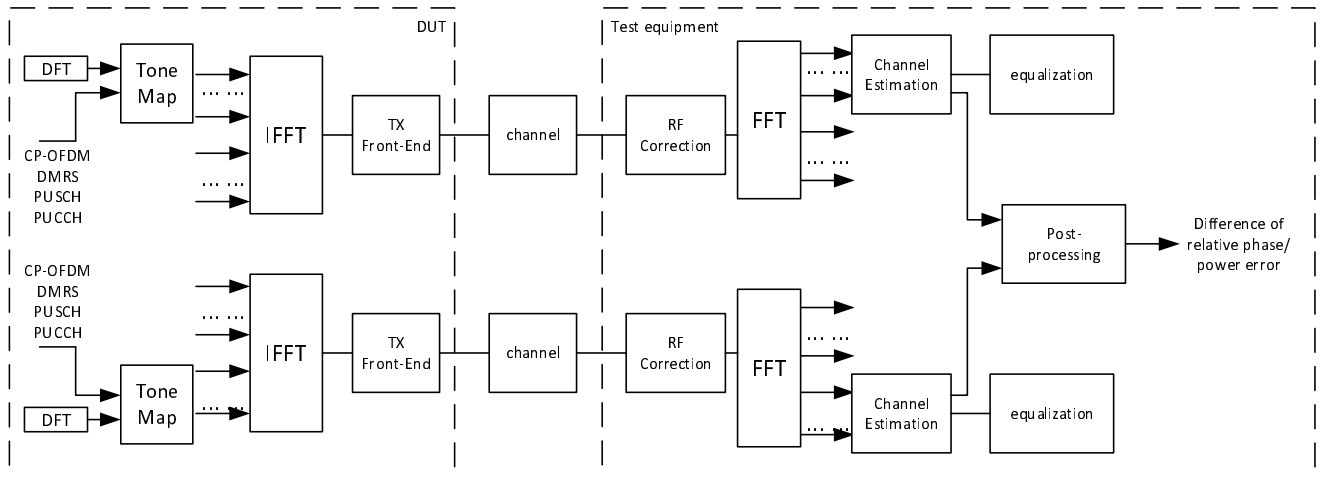 DUT
Test equipment
DFT
Tone
Map
... ...
... ...
IFFT
TX
Front-End
channel
RF
Correction
FFT
... ...
... ...
Channel
Estimation
equalization
CP-OFDM
DMRS
PUSCH
PUCCH
Post-
processing
Difference of
relative phase/
power error
CP-OFDM
DMRS
PUSCH
PUCCH
DFT
Tone
Map
... ...
... ...
IFFT
TX
Front-End
channel
RF
Correction
FFT
... ...
... ...
Channel
Estimation
equalization